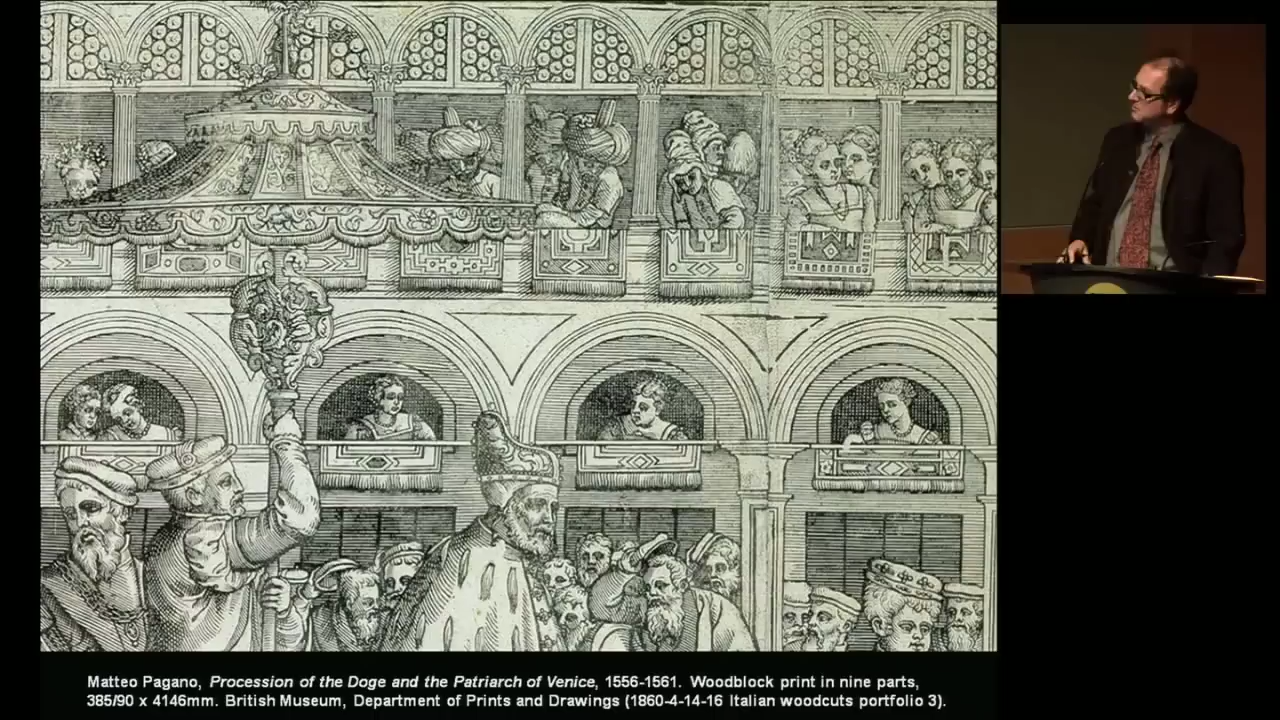 Matteo Pagano, Procession of the Doge and the Patriarch of Venice, 1556-1561. Woodblock print in nine parts,
385/90 x 4146mm. British Museum, Department of Prints and Drawings (1860-4-14-16 Italian woodcuts portfolio 3).